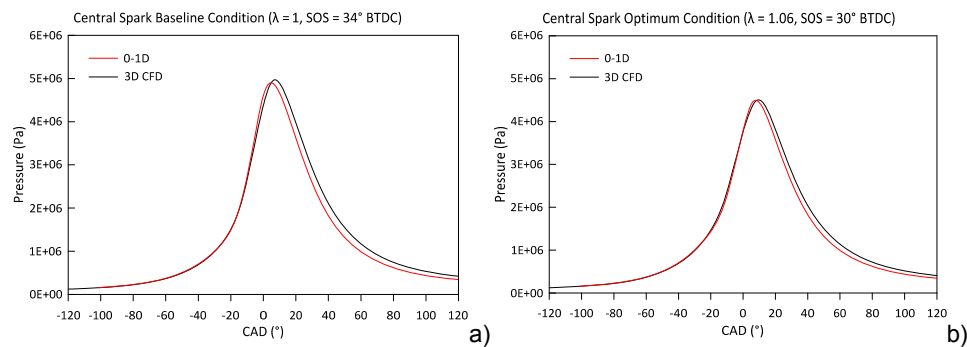 Central Spark Baseline Condition (λ = 1, SOS = 34° BTDC)
6E+06
5E+06
4E+06
3E+06
2E+06
1E+06
0E+00
Pressure (Pa)
0-1D
3D CFD
-120 -100 -80 -60 -40 -20 0 20 40 60 80 100 120
CAD (°)
a)
Central Spark Optimum Condition (λ = 1.06, SOS = 30° BTDC)
6E+06
5E+06
4E+06
3E+06
2E+06
1E+06
0E+00
Pressure (Pa)
0-1D
3D CFD
-120 -100 -80 -60 -40 -20 0 20 40 60 80 100 120
CAD (°)
b)